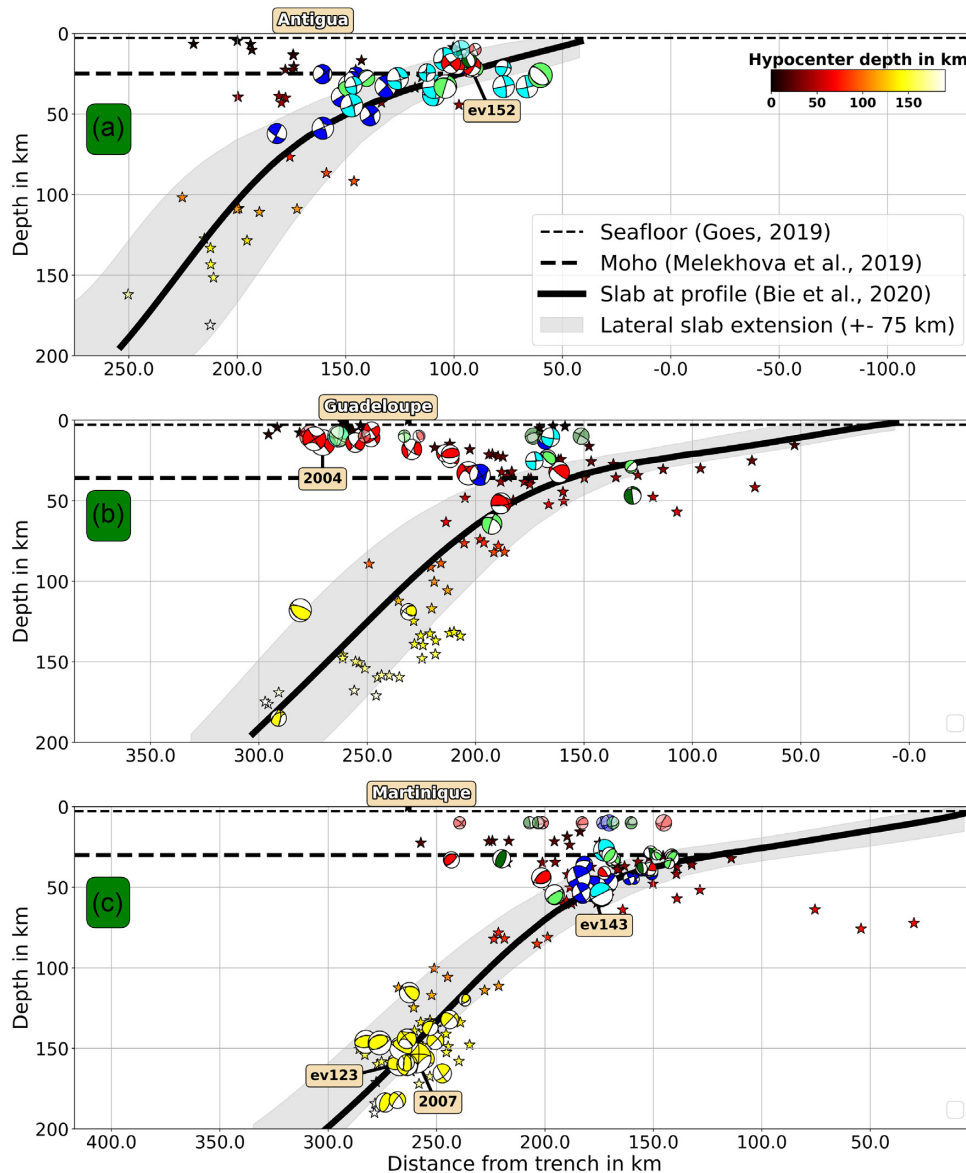 Antigua
0
50
100
150
200
Depth in km
(a)
ev152
Hypocenter depth in km
0 50 100 150
Seafloor (Goes, 2019)
Moho (Melekhova et al., 2019)
Slab at profile (Bie et al., 2020)
Lateral slab extension (+- 75 km)
250.0 200.0 150.0 100.0 50.0 0.0 -50.0 -100.0
Guadeloupe
0
50
100
150
200
Depth in km
(b)
2004
350.0 300.0 250.0 200.0 150.0 100.0 50.0 -0.0
Martinique
0
50
100
150
200
Depth in km
(c)
ev143
ev123
2007
400.0 350.0 300.0 250.0 200.0 150.0 100.0 50.0
Distance from trench in km